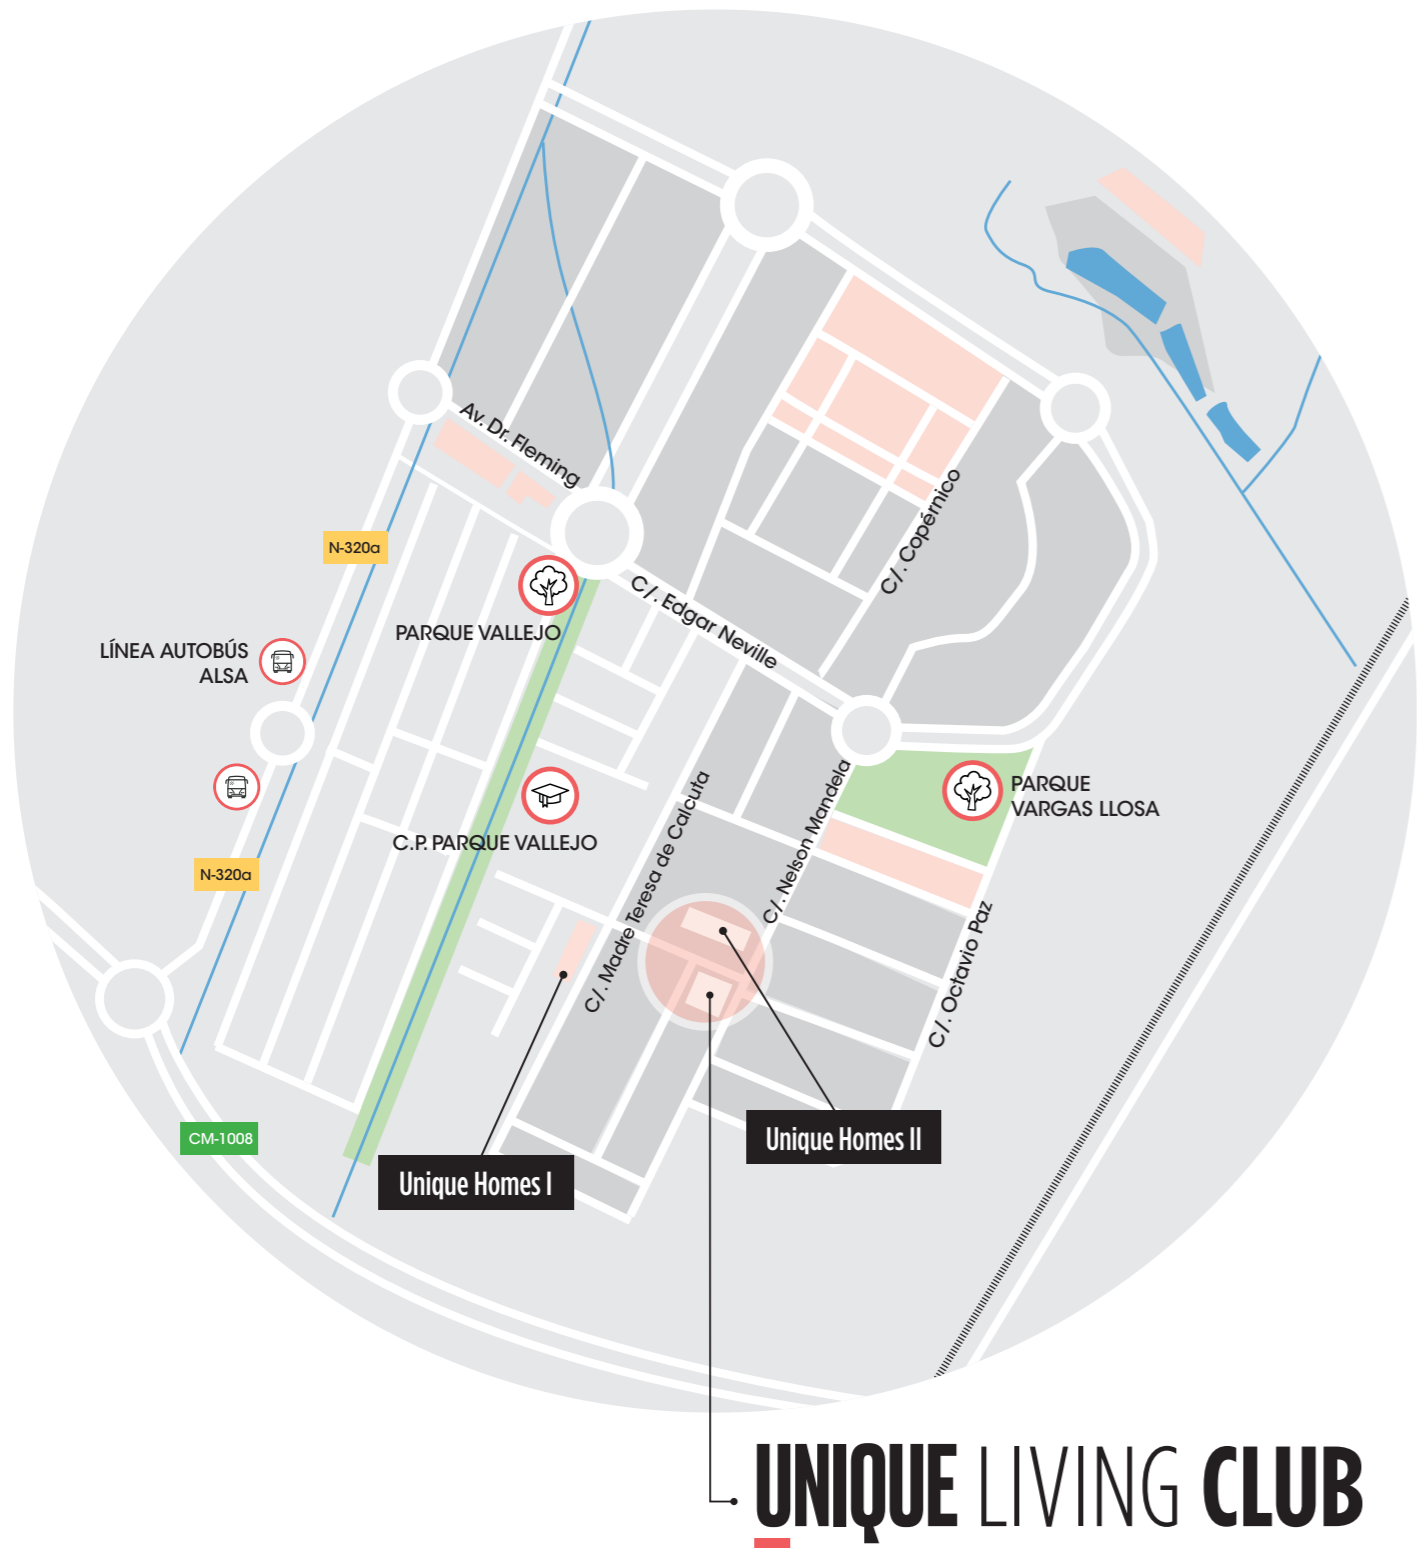 Av. Dr. Fleming
N-320a
C/. Copérnico
PARQUE VALLEJO
C/. Edgar Neville
LÍNEA AUTOBÚS
ALSA
PARQUE
VARGAS LLOSA
C.P. PARQUE VALLEJO
C/. Madre Teresa de Calcuta
C/. Nelson Mandela
N-320a
C/. Octavio Paz
CM-1008
Unique Homes II
Unique Homes I
UNIQUE LIVING CLUB